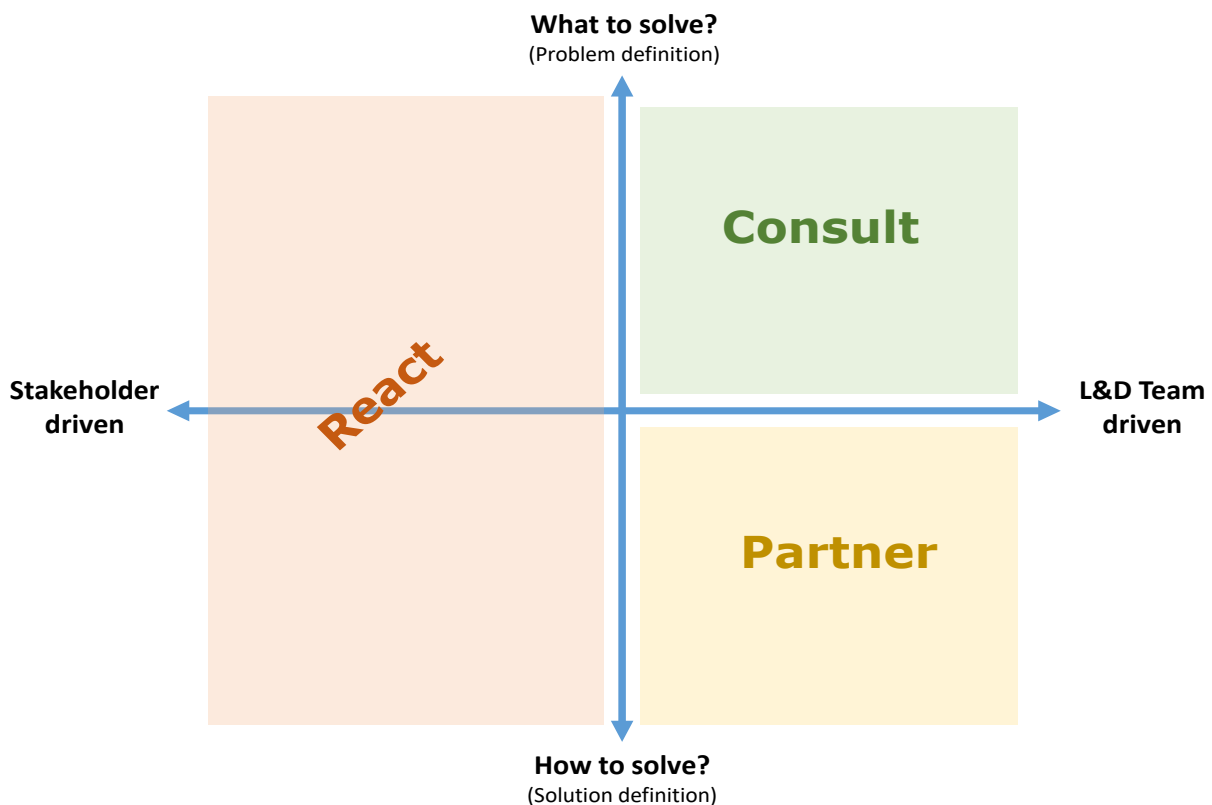 What to solve?
(Problem definition)
Consult
React
Stakeholder
driven
L&D Team
driven
Partner
How to solve?
(Solution definition)